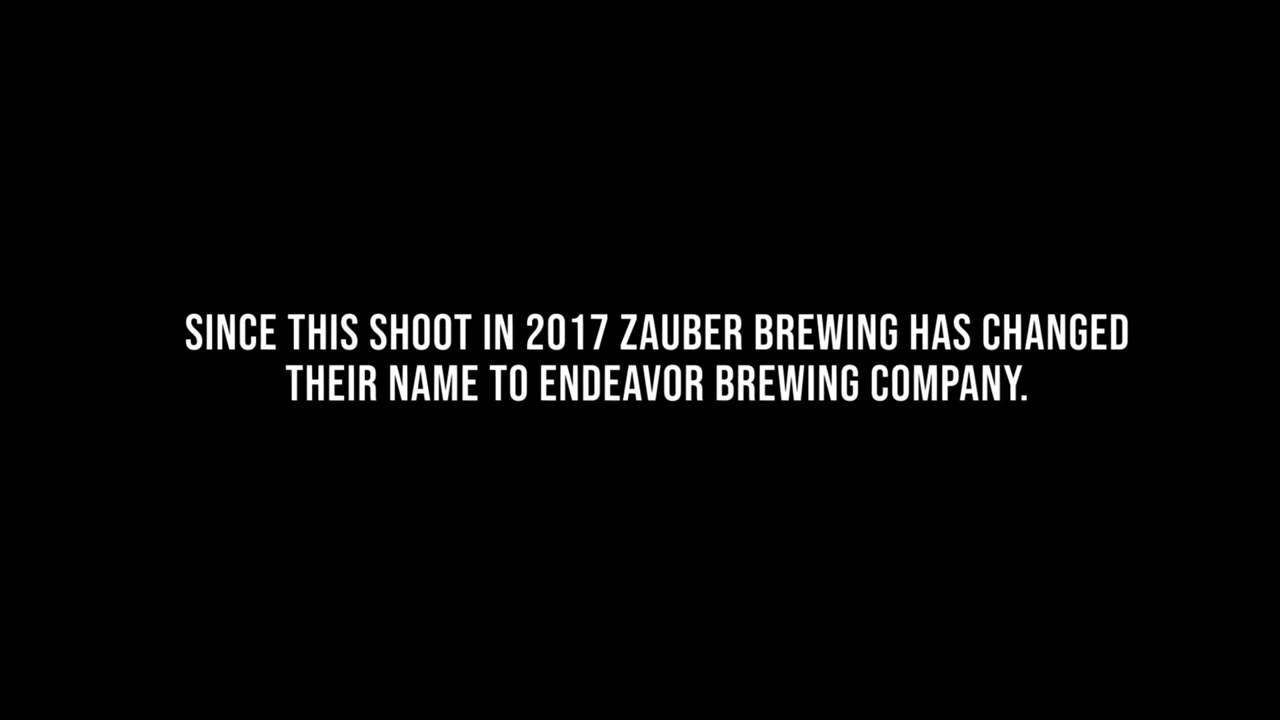 SINCE THIS SHOOT IN 2017 ZAUBER BREWING HAS CHANGED
THEIR NAME TO ENDEAVOR BREWING COMPANY.